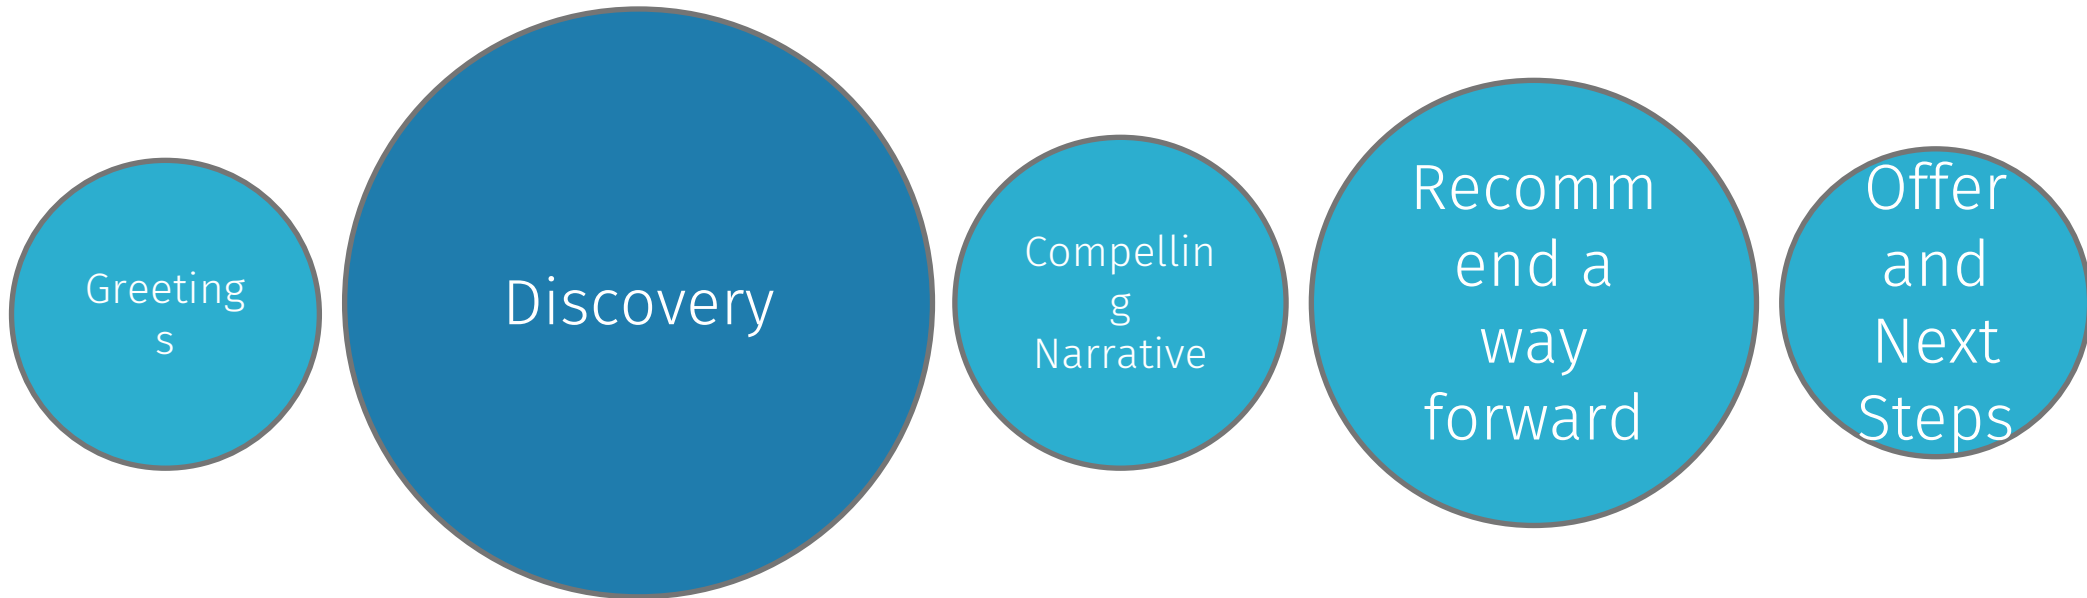 Greeting
s
Discovery
Compellin
g
Narrative
Recomm
end a
way
forward
Offer
and
Next
Steps